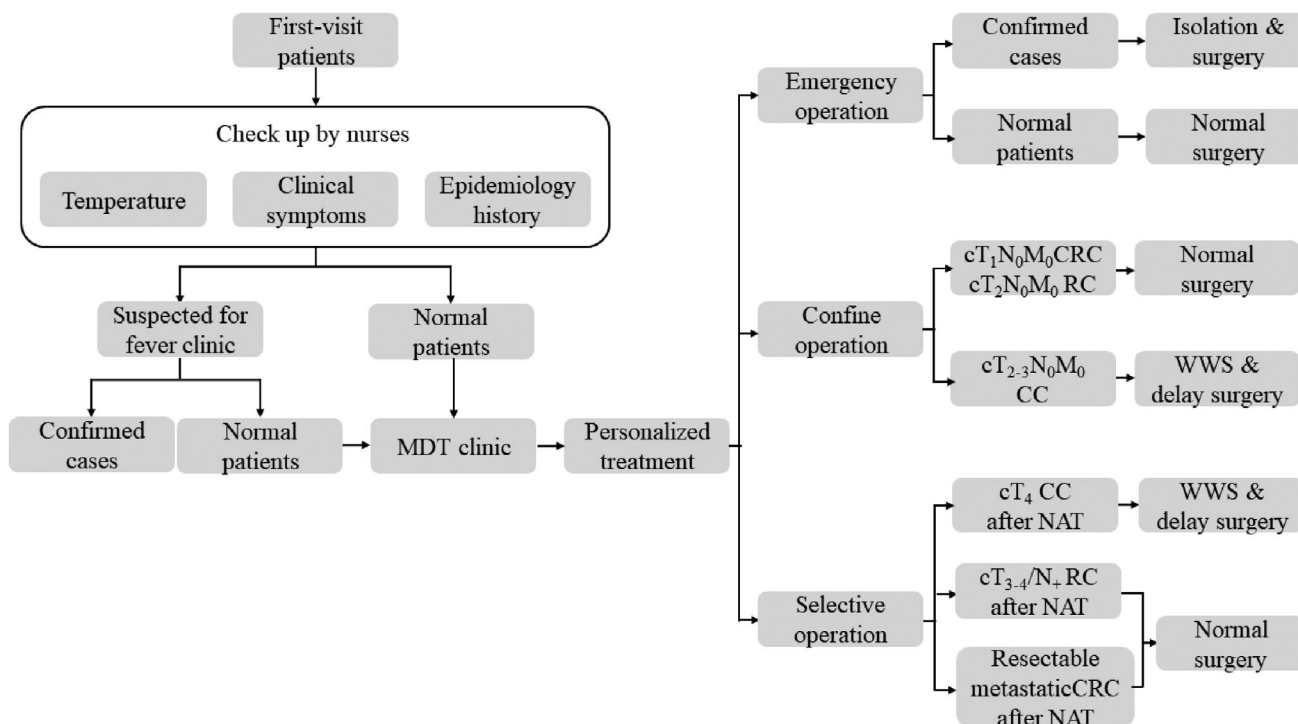 First-visit
patients
Check up by nurses
Temperature
Clinical
symptoms
Epidemiology
history
Suspected for
fever clinic
Normal
patients
Confirmed
cases
Normal
patients
MDT clinic
Personalized
treatment
Emergency
operation
Confirmed
cases
Isolation &
surgery
Normal
patients
Normal
surgery
Confine
operation
cT₁N₀M₀CRC
cT₂N₀M₀ RC
Normal
surgery
cT₂₋₃N₀M₀
CC
WWS &
delay surgery
Selective
operation
cT₄ CC
after NAT
WWS &
delay surgery
cT₃₋₄/N₊ RC
after NAT
Resectable
metastaticCRC
after NAT
Normal
surgery